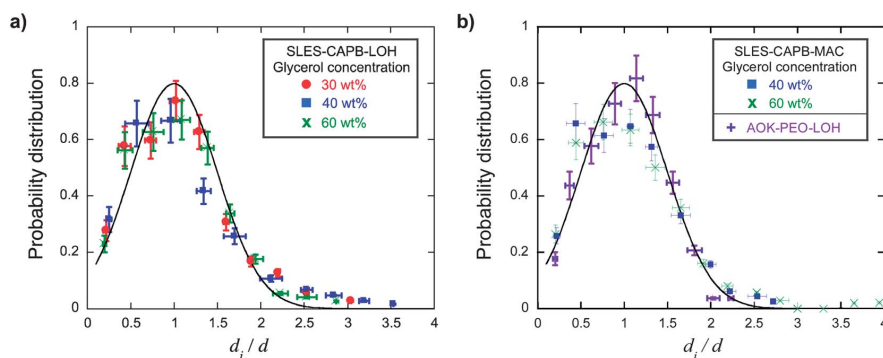 a)
SLES-CAPB-LOH
Glycerol concentration
30 wt%
40 wt%
60 wt%
Probability distribution
1
0.8
0.6
0.4
0.2
0
0 0.5 1 1.5 2 2.5 3 3.5 4
d_i / d
b)
SLES-CAPB-MAC
Glycerol concentration
40 wt%
60 wt%
AOK-PEO-LOH
Probability distribution
1
0.8
0.6
0.4
0.2
0
0 0.5 1 1.5 2 2.5 3 3.5 4
d_i / d